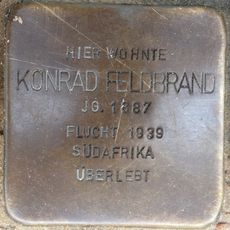 HIER WOHNTE
KONRAD FELDBRAND
JG. 1887
FLUCHT 1939
SÜDAFRIKA
ÜBERLEBT